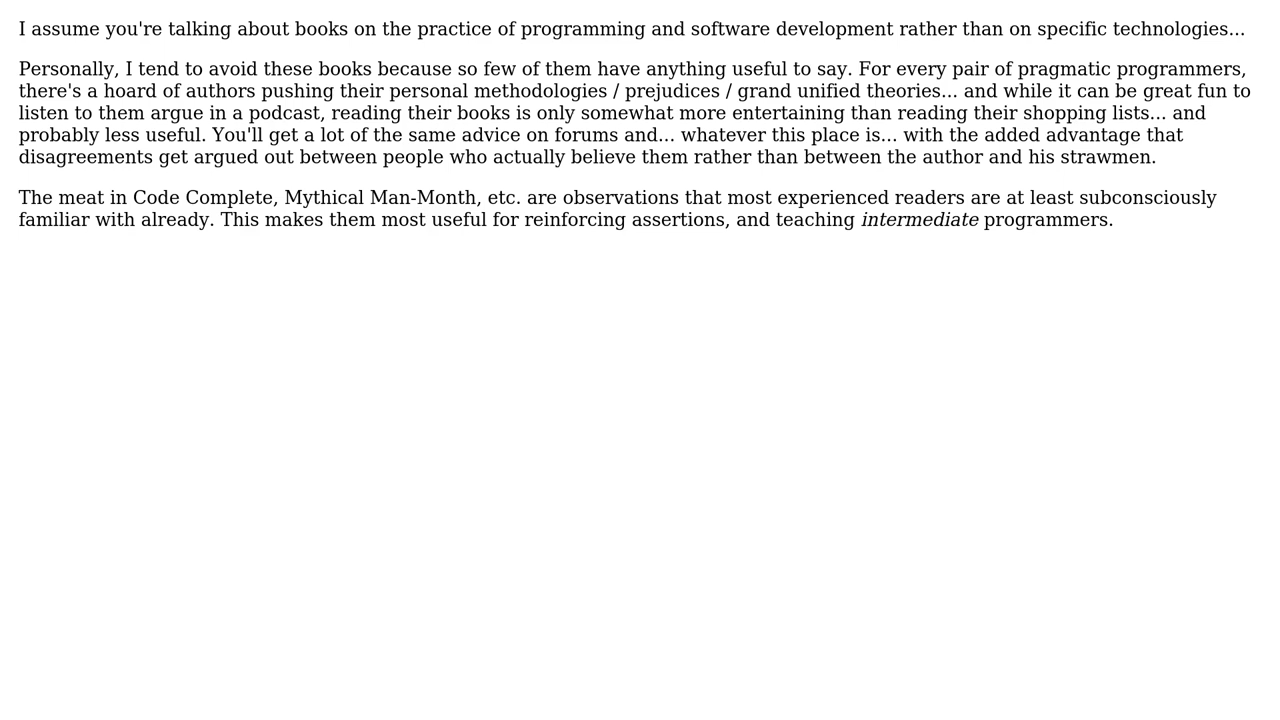 I assume you're talking about books on the practice of programming and software development rather than on specific technologies...
Personally, I tend to avoid these books because so few of them have anything useful to say. For every pair of pragmatic programmers,
there's a hoard of authors pushing their personal methodologies / prejudices / grand unified theories... and while it can be great fun to
listen to them argue in a podcast, reading their books is only somewhat more entertaining than reading their shopping lists... and
probably less useful. You'll get a lot of the same advice on forums and... whatever this place is... with the added advantage that
disagreements get argued out between people who actually believe them rather than between the author and his strawmen.
The meat in Code Complete, Mythical Man-Month, etc. are observations that most experienced readers are at least subconsciously
familiar with already. This makes them most useful for reinforcing assertions, and teaching intermediate programmers.